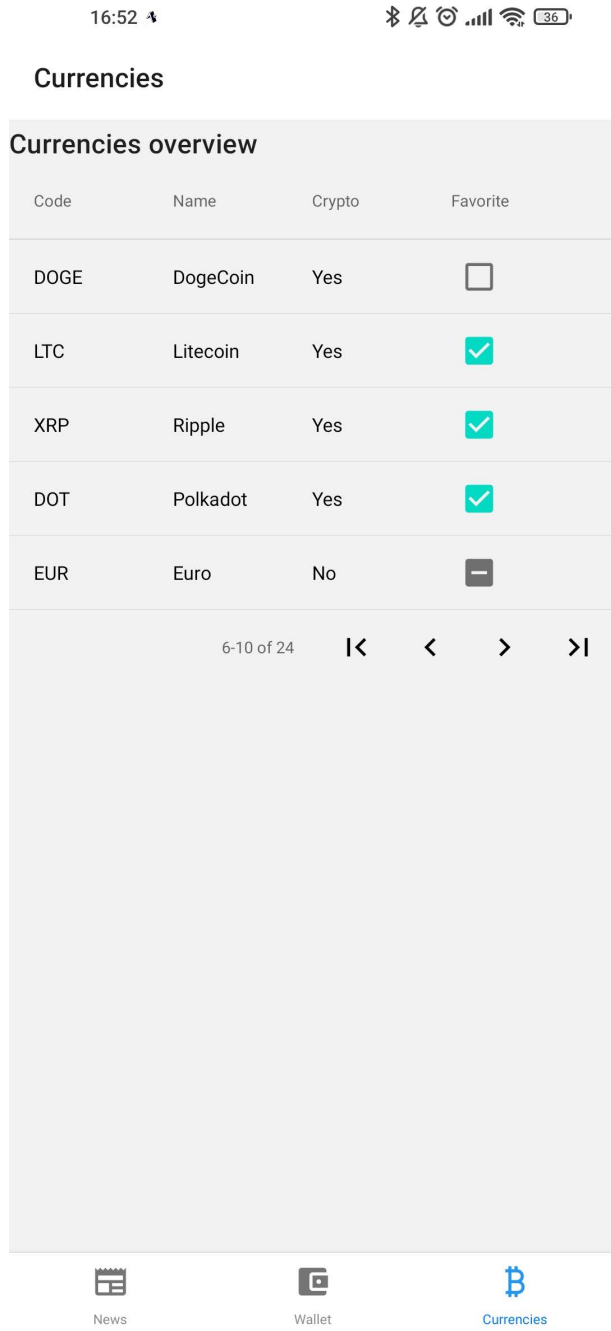 16:52 36
Currencies
Currencies overview
Code Name Crypto Favorite
DOGE DogeCoin Yes
LTC Litecoin Yes
XRP Ripple Yes
DOT Polkadot Yes
EUR Euro No
6-10 of 24
News Wallet Currencies